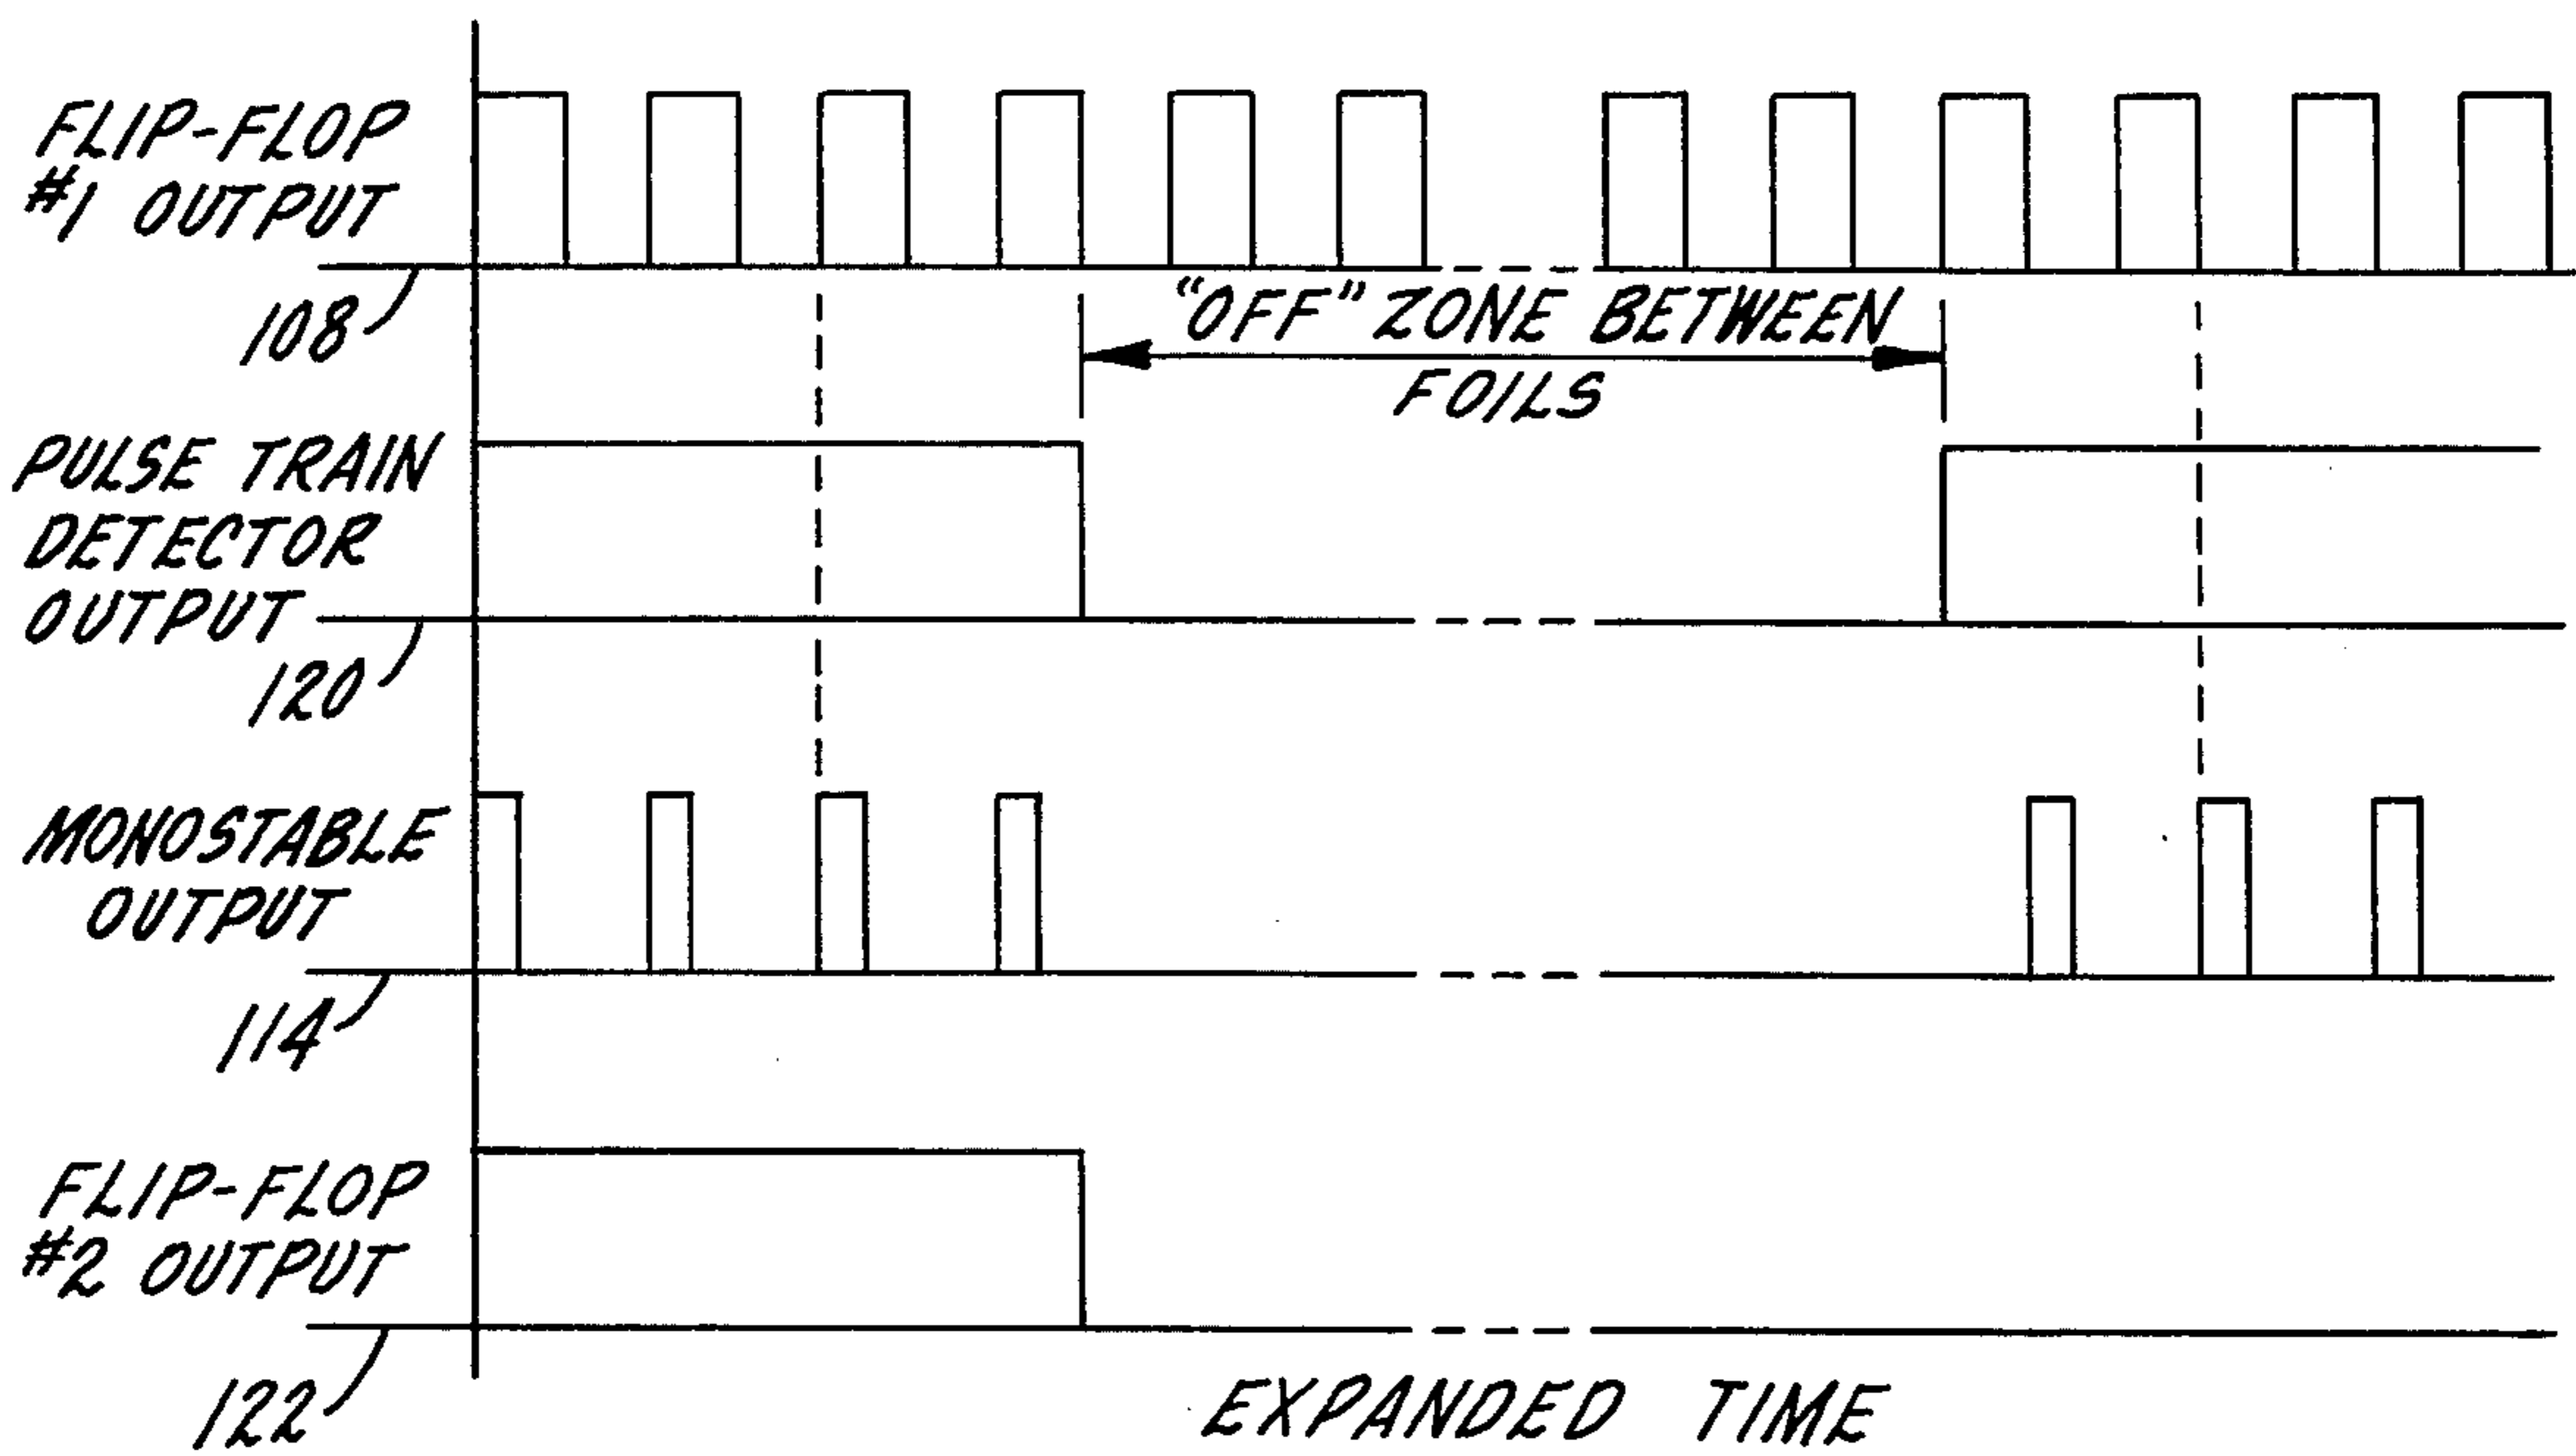 FLIP-FLOP
#1 OUTPUT
108
"OFF" ZONE BETWEEN
FOILS
PULSE TRAIN
DETECTOR
OUTPUT
120
MONOSTABLE
OUTPUT
114
FLIP-FLOP
#2 OUTPUT
122
EXPANDED TIME